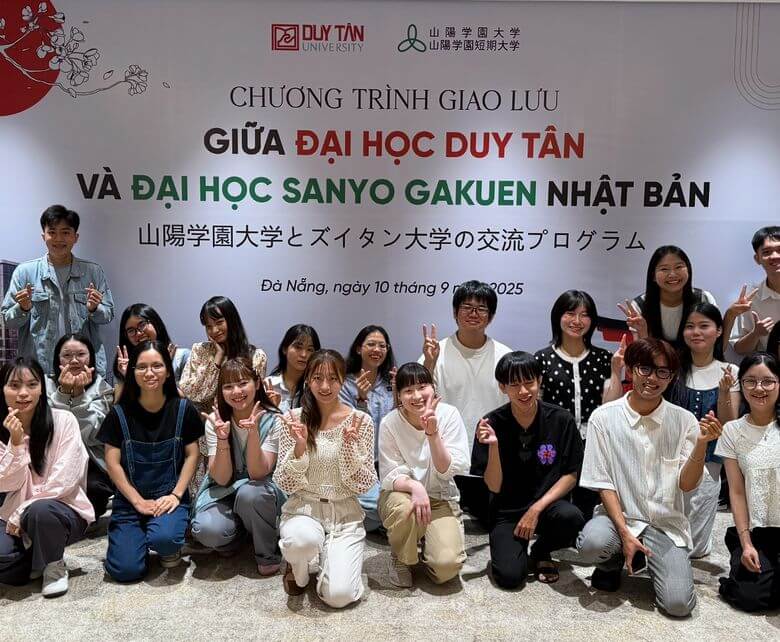 DUY TÂN
UNIVERSITY
山陽学園大学
山陽学園短期大学
CHƯƠNG TRÌNH GIAO LƯU
GIỮA ĐẠI HỌC DUY TÂN
VÀ ĐẠI HỌC SANYO GAKUEN NHẬT BẢN
山陽学園大学とズイタン大学の交流プログラム
Đà Nẵng, ngày 10 tháng 9 2025